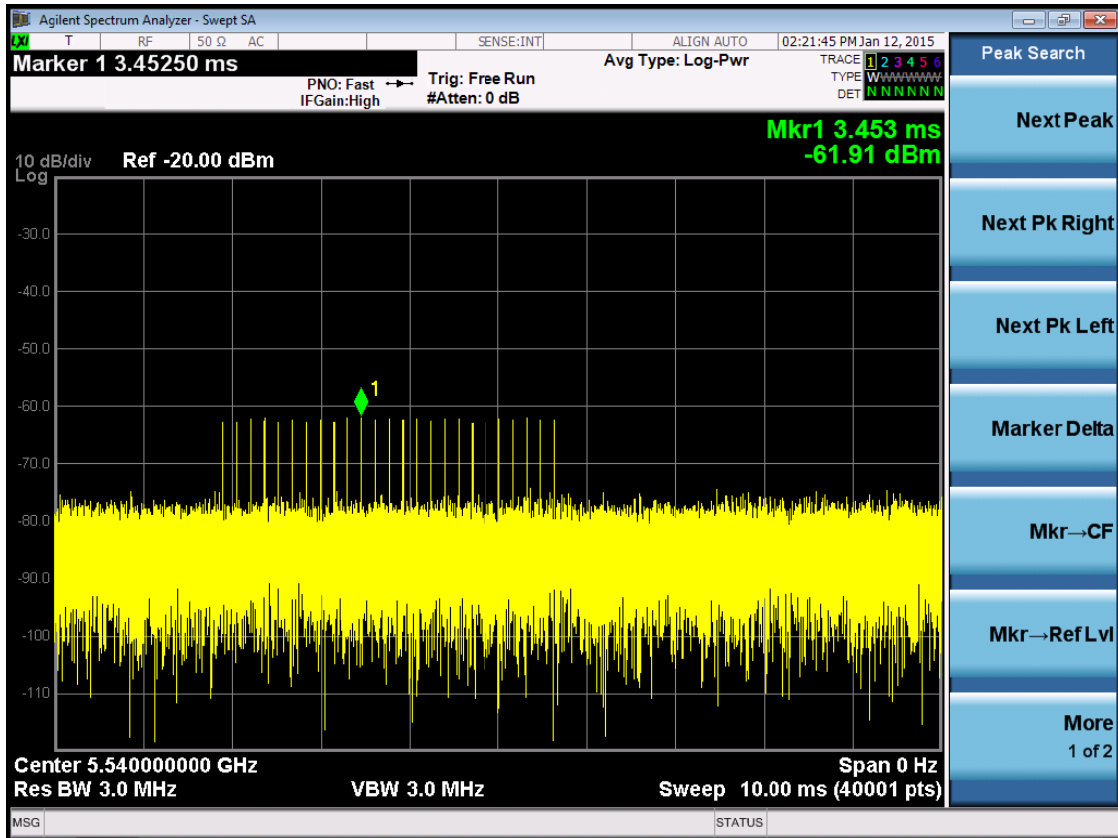 Agilent Spectrum Analyzer - Swept SA
LXI T RF 50 Ω AC SENSE:INT ALIGN AUTO 02:21:45 PM Jan 12, 2015
Marker 1 3.45250 ms
PNO: Fast
IFGain:High
Trig: Free Run
#Atten: 0 dB
Avg Type: Log-Pwr
TRACE 1 2 3 4 5 6
TYPE WWWWWW
DET N N N N N N
Mkr1 3.453 ms
-61.91 dBm
10 dB/div Ref -20.00 dBm
Log
-30.0
-40.0
-50.0
1
-60.0
-70.0
-80.0
-90.0
-100
-110
Center 5.540000000 GHz Span 0 Hz
Res BW 3.0 MHz VBW 3.0 MHz Sweep 10.00 ms (40001 pts)
MSG STATUS
Peak Search
Next Peak
Next Pk Right
Next Pk Left
Marker Delta
Mkr→CF
Mkr→Ref Lvl
More
1 of 2